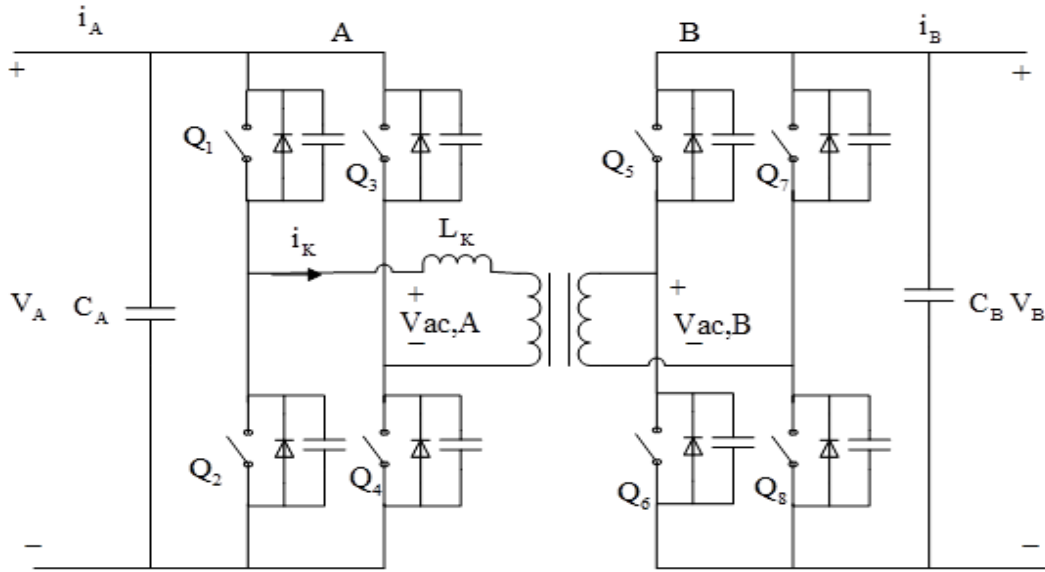 i_A A B i_B
+ +
Q_1 Q_3 Q_5 Q_7
i_K L_K
+ +
V_A C_A Vac,A Vac,B C_B V_B
− −
Q_2 Q_4 Q_6 Q_8
− −